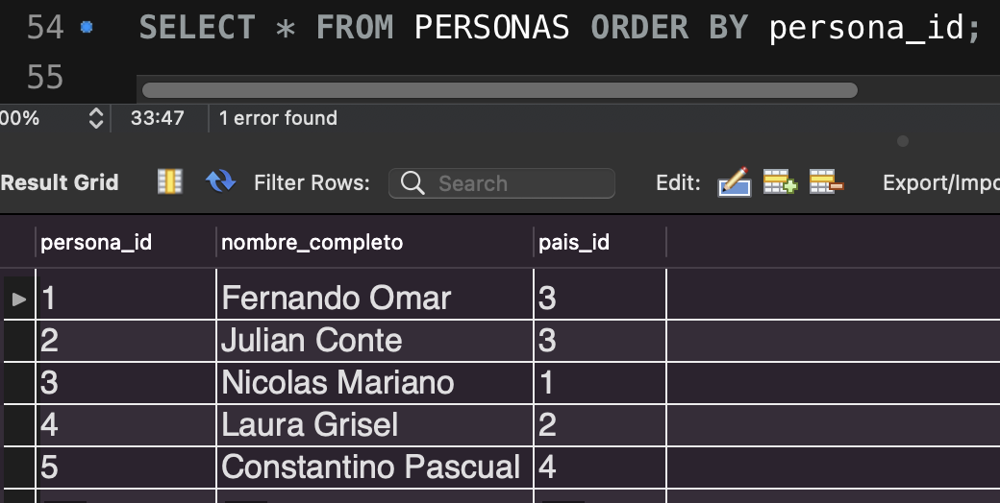 54 SELECT * FROM PERSONAS ORDER BY persona_id;
55
00% 33:47 1 error found
Result Grid Filter Rows: Search Edit: Export/Impo
persona_id nombre_completo pais_id
1 Fernando Omar 3
2 Julian Conte 3
3 Nicolas Mariano 1
4 Laura Grisel 2
5 Constantino Pascual 4